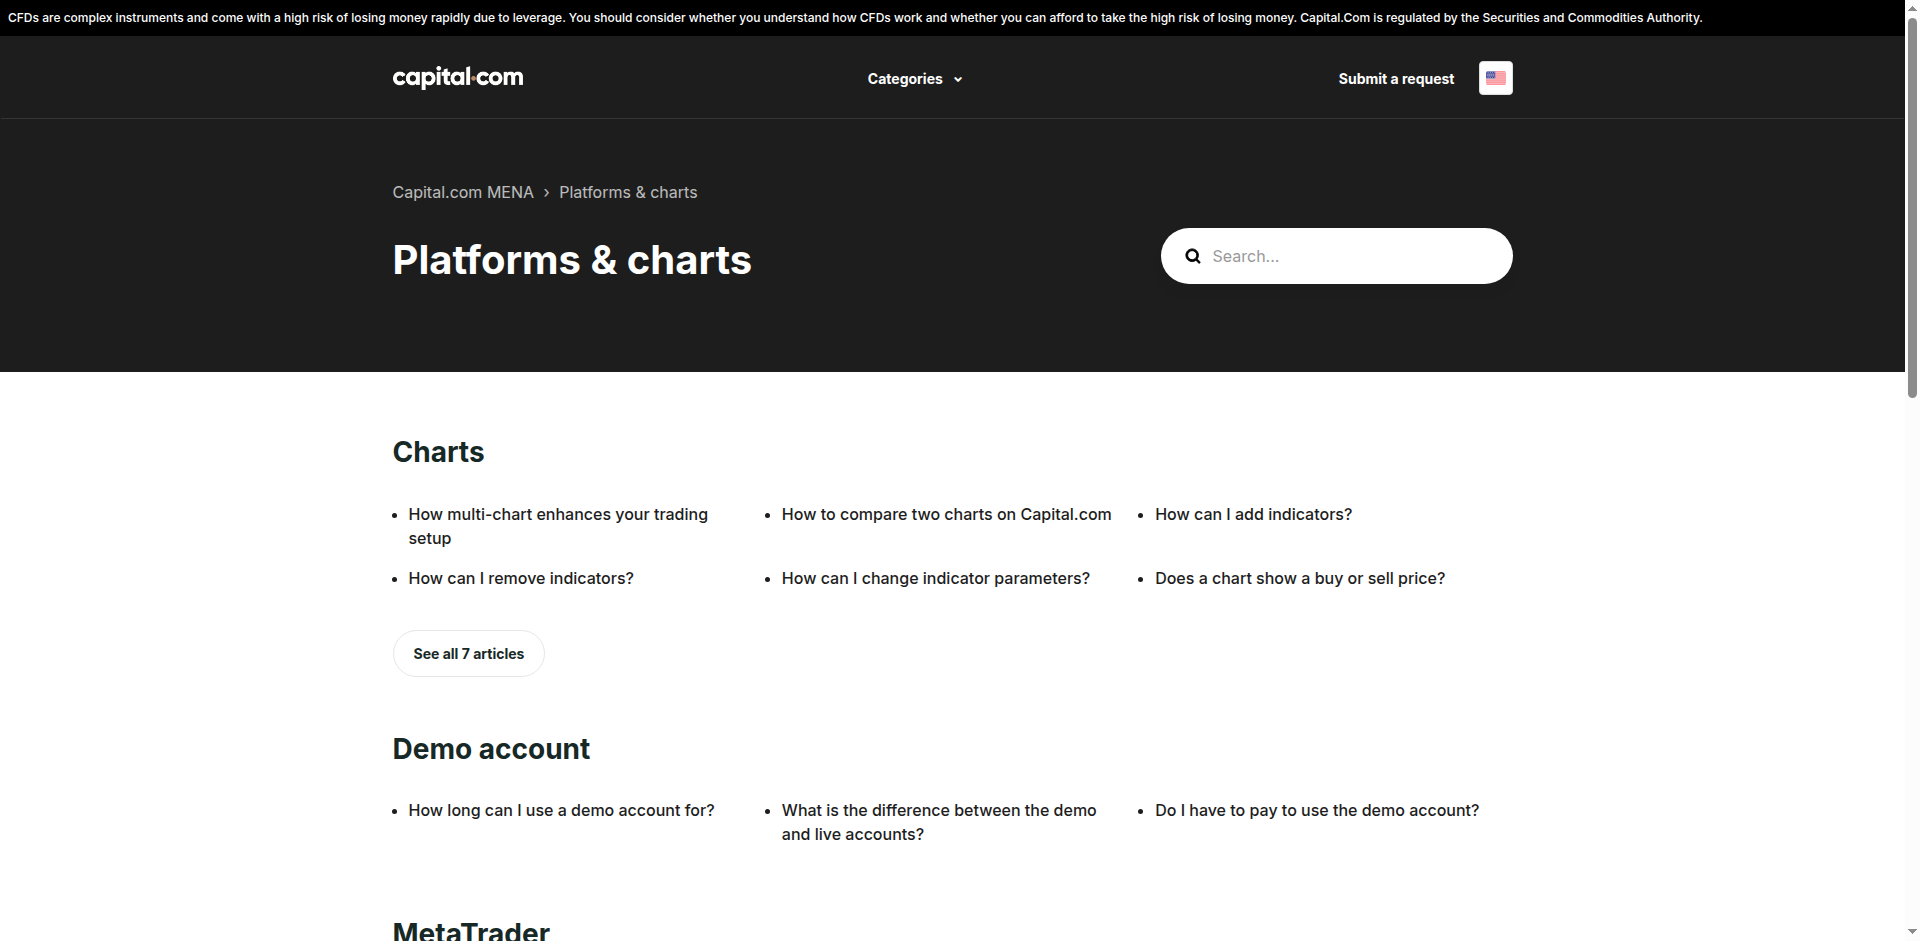 CFDs are complex instruments and come with a high risk of losing money rapidly due to leverage. You should consider whether you understand how CFDs work and whether you can afford to take the high risk of losing money. Capital.Com is regulated by the Securities and Commodities Authority.
capital.com
Categories
Submit a request
Capital.com MENA › Platforms & charts
Platforms & charts
Search...
Charts
• How multi-chart enhances your trading
setup
• How to compare two charts on Capital.com
• How can I add indicators?
• How can I remove indicators?
• How can I change indicator parameters?
• Does a chart show a buy or sell price?
See all 7 articles
Demo account
• How long can I use a demo account for?
• What is the difference between the demo
and live accounts?
• Do I have to pay to use the demo account?
MetaTrader